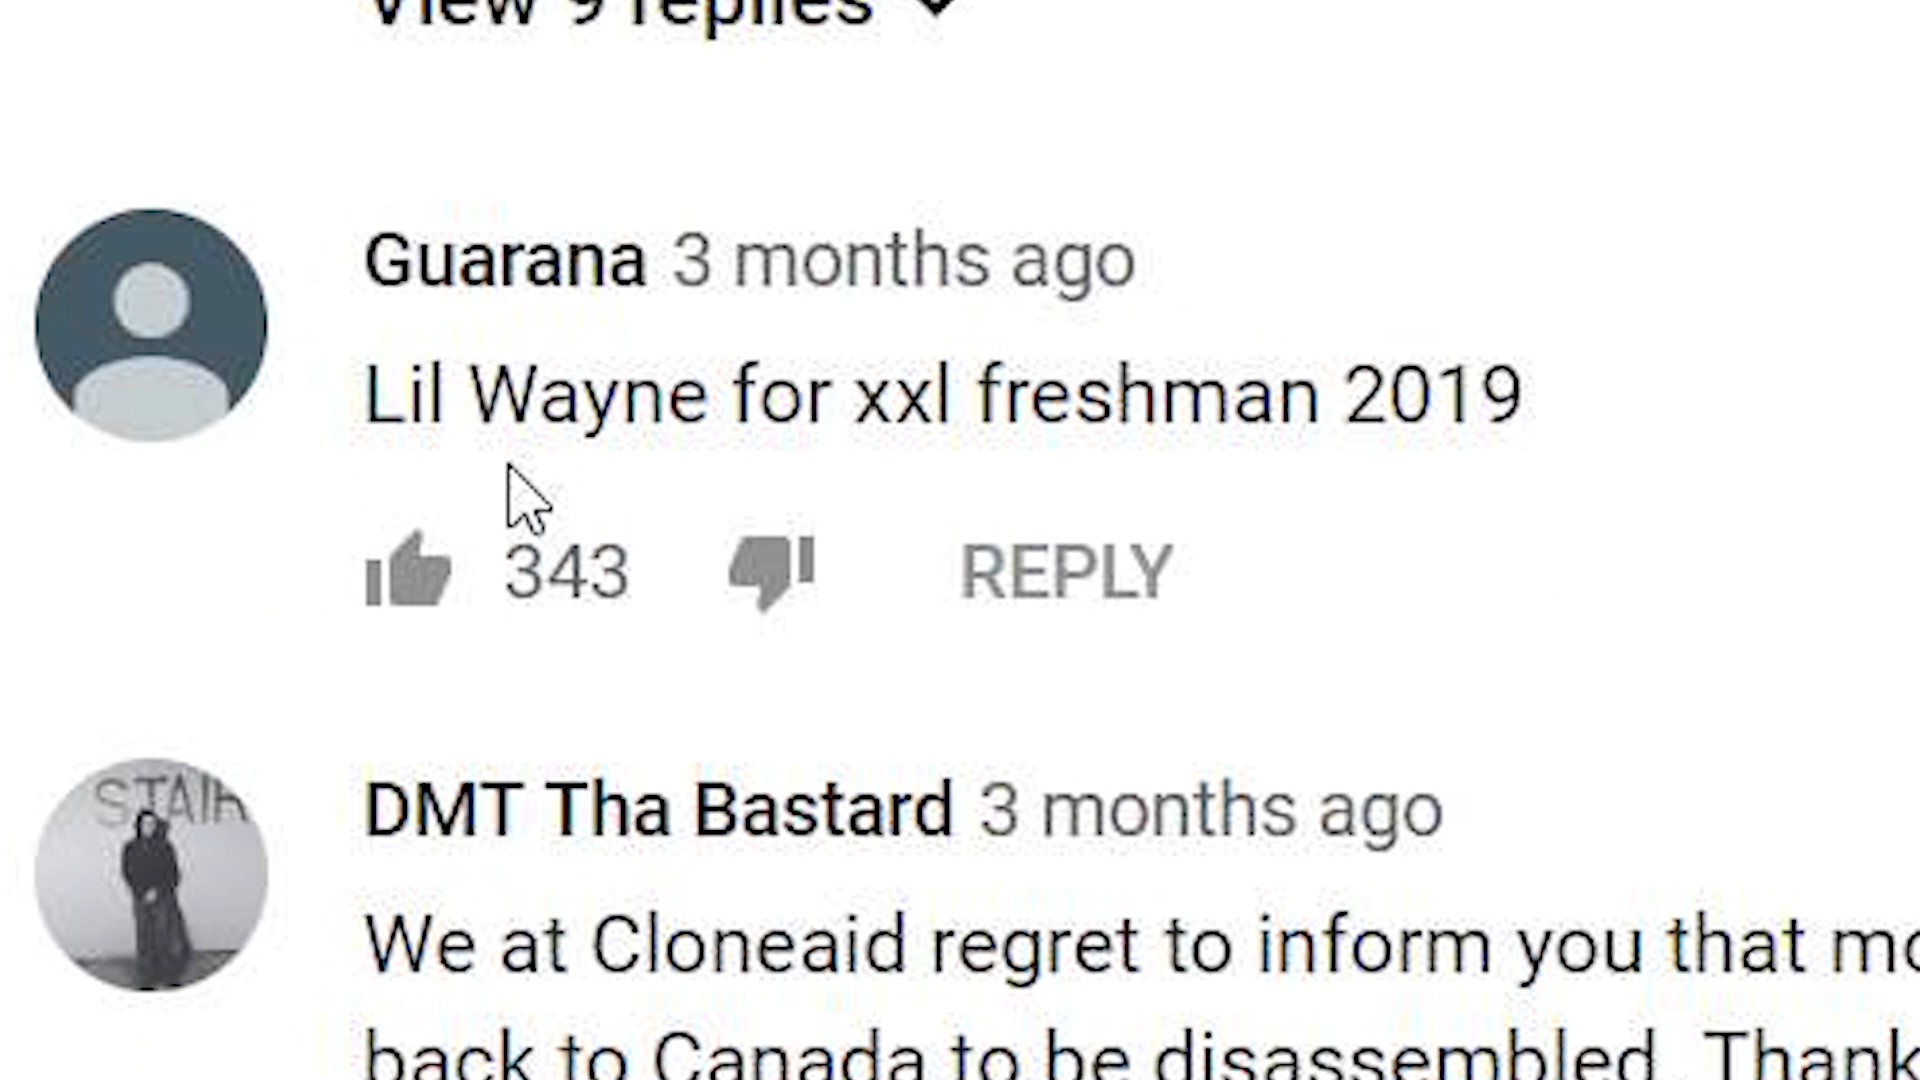 View 9 replies
Guarana 3 months ago
Lil Wayne for xxl freshman 2019
343 REPLY
STAIR
DMT Tha Bastard 3 months ago
We at Cloneaid regret to inform you that
back to Canada to be disassembled. Thank